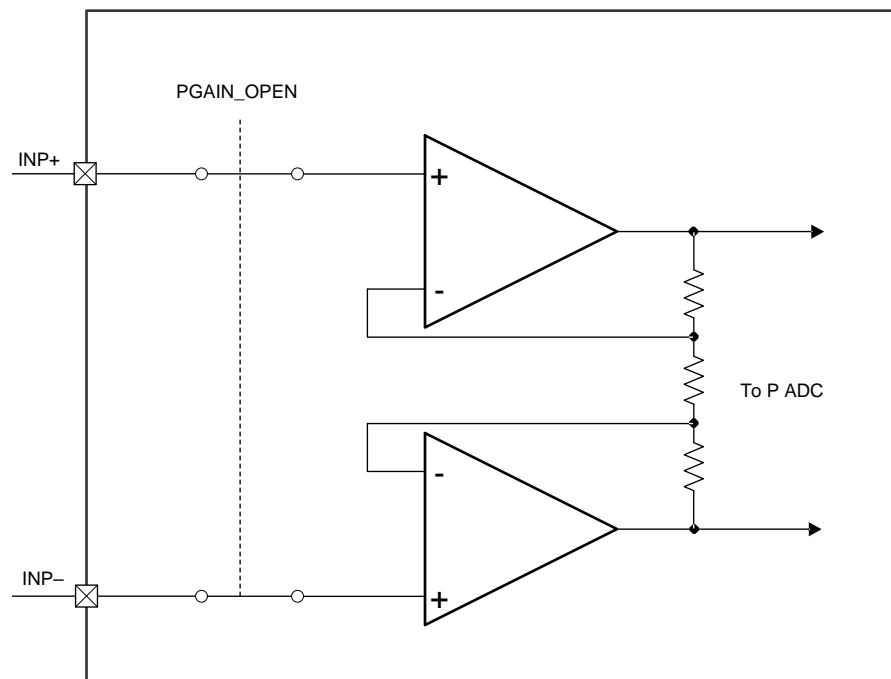 PGAIN_OPEN
INP+
+
-
To P ADC
-
INP–
+